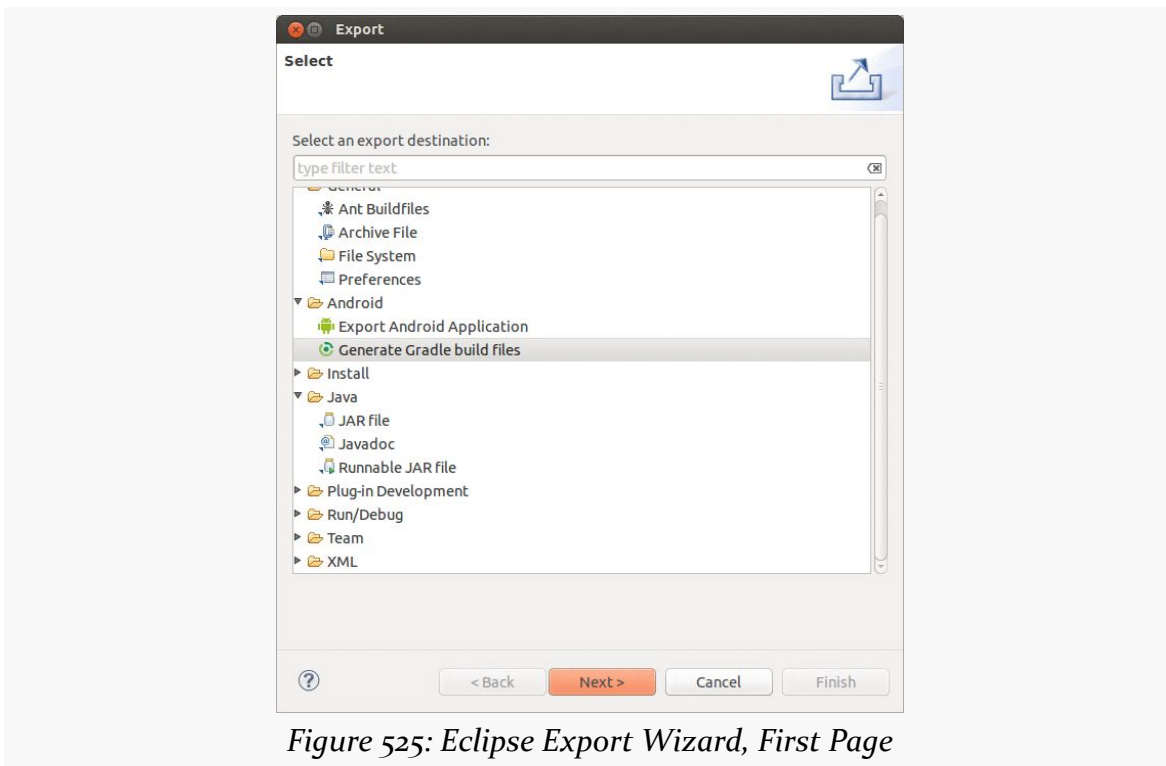 Export
Select
Select an export destination:
type filter text
General
Ant Buildfiles
Archive File
File System
Preferences
Android
Export Android Application
Generate Gradle build files
Install
Java
JAR file
Javadoc
Runnable JAR file
Plug-in Development
Run/Debug
Team
XML
< Back
Next >
Cancel
Finish
Figure 525: Eclipse Export Wizard, First Page